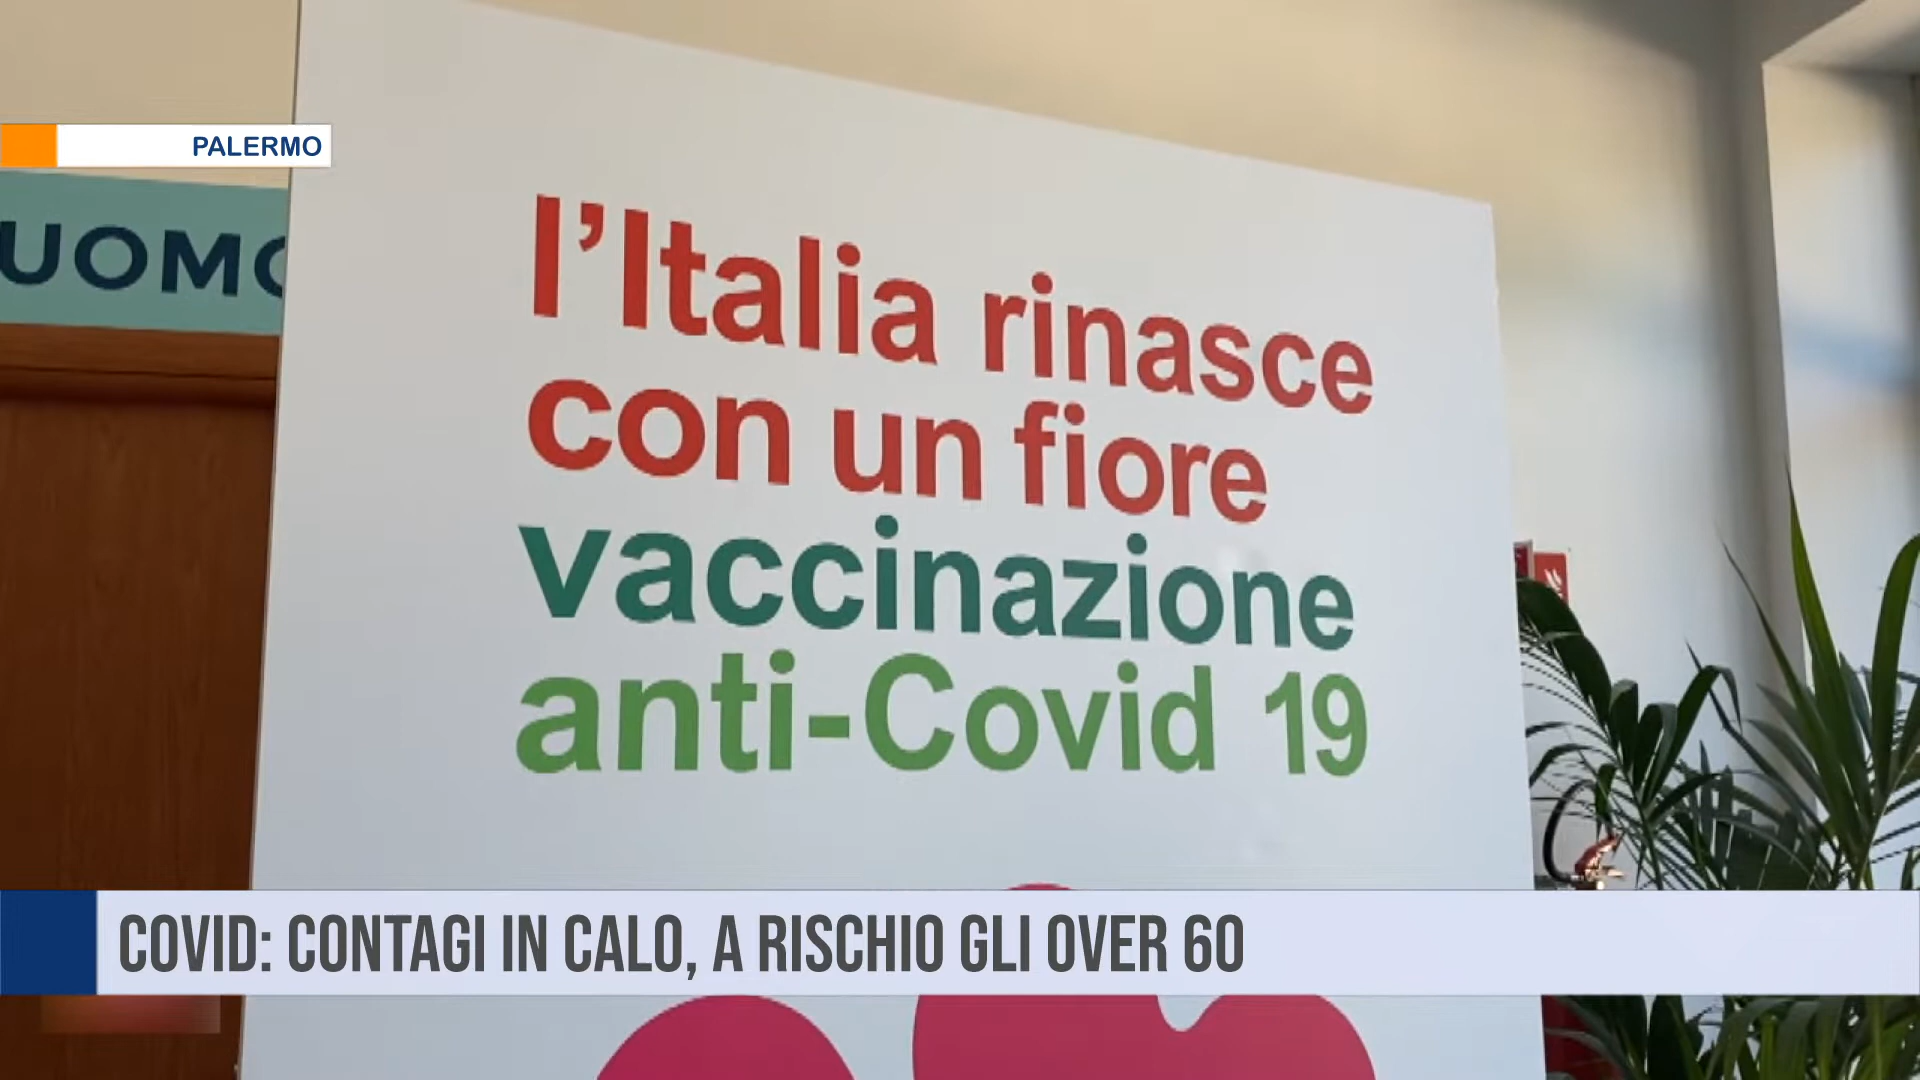 PALERMO
UOMO
l'Italia rinasce
con un fiore
vaccinazione
anti-Covid 19
COVID: CONTAGI IN CALO, A RISCHIO GLI OVER 60